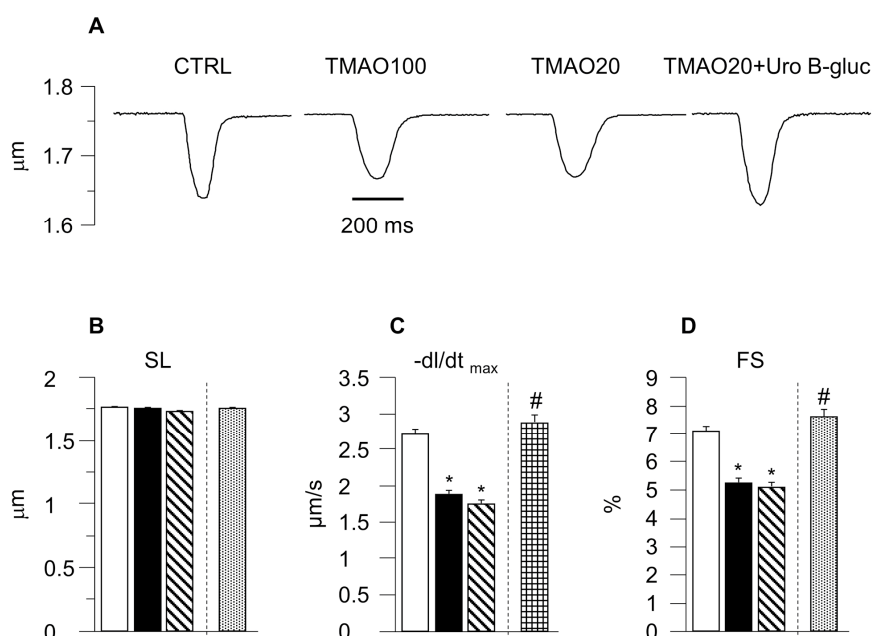 A
CTRL TMAO100 TMAO20 TMAO20+Uro B-gluc
1.8
1.7
1.6
μm
200 ms
B
SL
2
1.5
1
0.5
0
μm
C
-dl/dt max
3.5
3
2.5
2
1.5
1
0.5
0
μm/s
* *
#
D
FS
9
8
7
6
5
4
3
2
1
0
%
* *
#